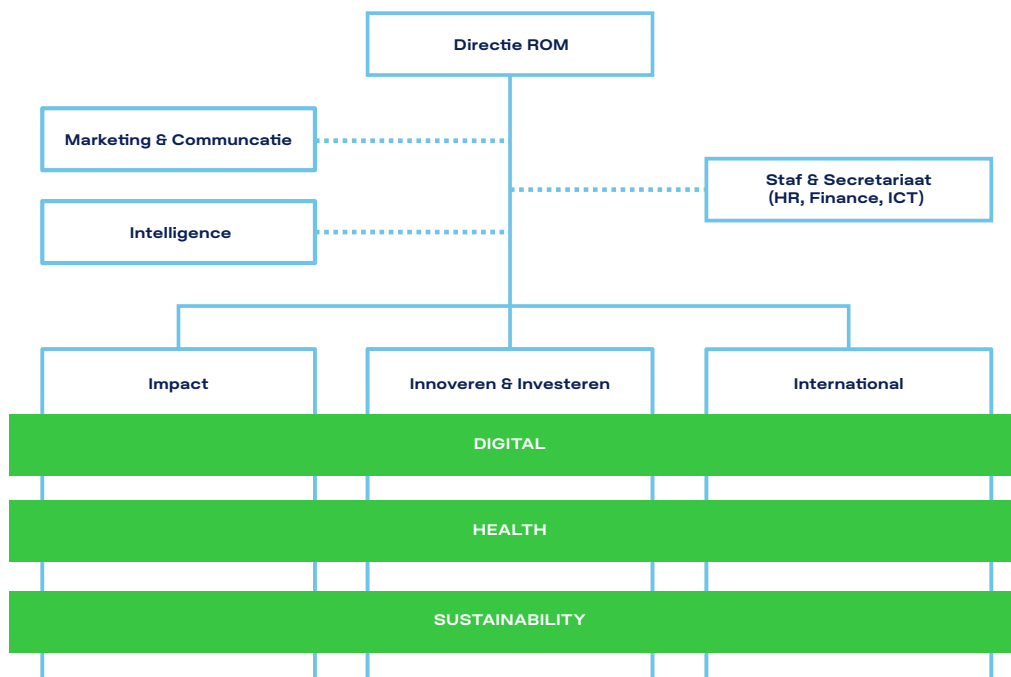 Directie ROM
Marketing & Communcatie
Staf & Secretariaat
(HR, Finance, ICT)
Intelligence
Impact
Innoveren & Investeren
International
DIGITAL
HEALTH
SUSTAINABILITY